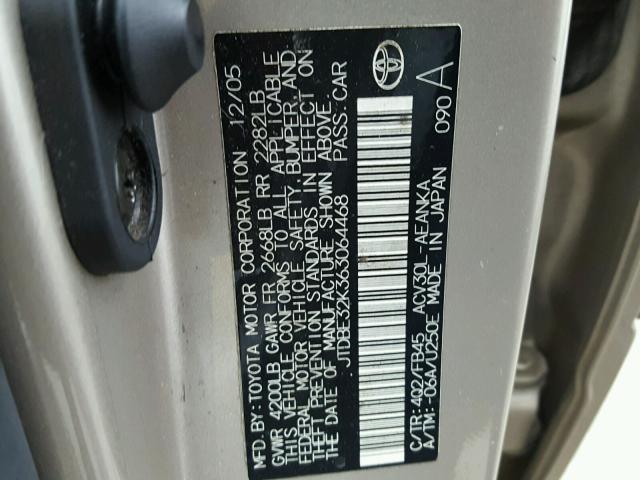 MFD. BY: TOYOTA MOTOR CORPORATION 12/05
GVWR 4200LB GAWR FR 2668LB RR 2282LB
THIS VEHICLE CONFORMS TO ALL APPLICABLE
FEDERAL MOTOR VEHICLE SAFETY, BUMPER, AND
THEFT PREVENTION STANDARDS IN EFFECT ON
THE DATE OF MANUFACTURE SHOWN ABOVE.
JTDBE32K363064468 PASS. CAR
C/TR: 4Q2/FB45 ACV30L-AEANKA
A/TM: -06A/U250E MADE IN JAPAN
090 A